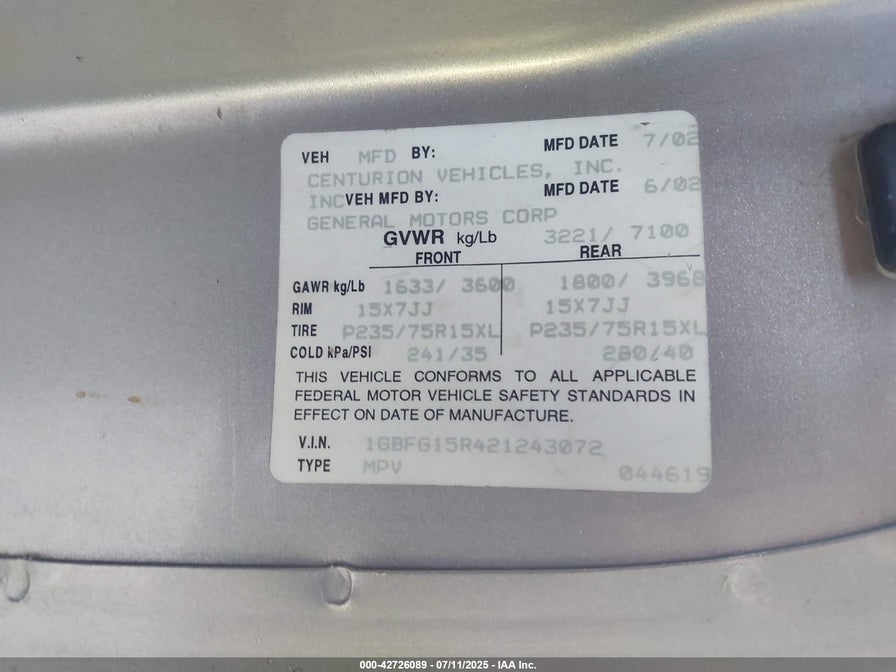 VEH MFD BY: MFD DATE 7/02
CENTURION VEHICLES, INC.
INC VEH MFD BY: MFD DATE 6/02
GENERAL MOTORS CORP
GVWR kg/Lb 3221/ 7100
FRONT REAR
GAWR kg/Lb 1633/ 3600 1800/ 3968
RIM 15X7JJ 15X7JJ
TIRE P235/75R15XL P235/75R15XL
COLD kPa/PSI 241/35 280/40
THIS VEHICLE CONFORMS TO ALL APPLICABLE
FEDERAL MOTOR VEHICLE SAFETY STANDARDS IN
EFFECT ON DATE OF MANUFACTURE.
V.I.N. 1GBFG15R421243072
TYPE MPV 044619
000-42726089 - 07/11/2025 - IAA Inc.